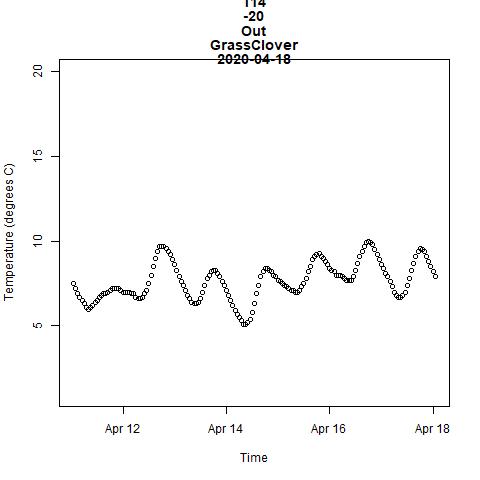 T14
-20
Out
GrassClover
2020-04-18
Temperature (degrees C)
20
15
10
5
Apr 12
Apr 14
Apr 16
Apr 18
Time